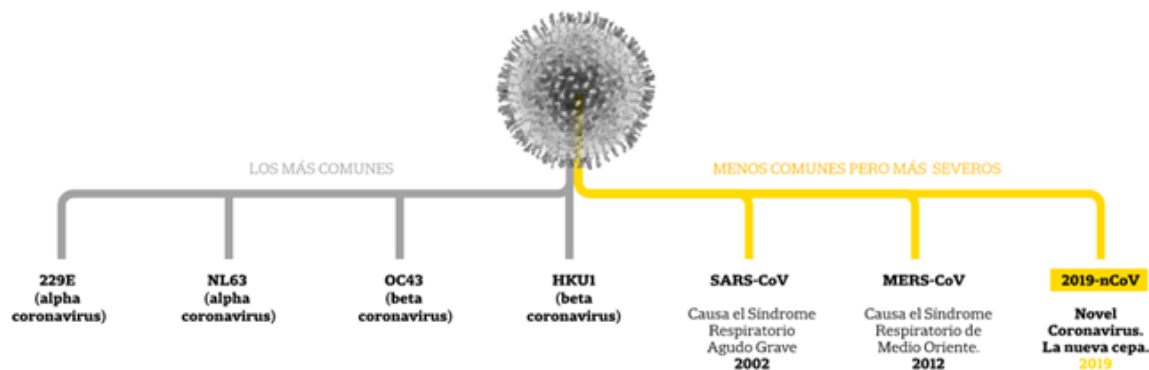 LOS MÁS COMUNES
MENOS COMUNES PERO MÁS SEVEROS
229E
(alpha
coronavirus)
NL63
(alpha
coronavirus)
OC43
(beta
coronavirus)
HKU1
(beta
coronavirus)
SARS-CoV
Causa el Síndrome
Respiratorio
Agudo Grave
2002
MERS-CoV
Causa el Síndrome
Respiratorio de
Medio Oriente.
2012
2019-nCoV
Novel
Coronavirus.
La nueva cepa.
2019